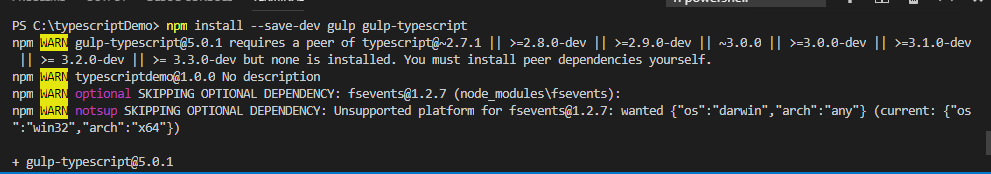 PS C:\typescriptDemo> npm install --save-dev gulp gulp-typescript
npm WARN gulp-typescript@5.0.1 requires a peer of typescript@~2.7.1 || >=2.8.0-dev || >=2.9.0-dev || ~3.0.0 || >=3.0.0-dev || >=3.1.0-dev
|| >= 3.2.0-dev || >= 3.3.0-dev but none is installed. You must install peer dependencies yourself.
npm WARN typescriptdemo@1.0.0 No description
npm WARN optional SKIPPING OPTIONAL DEPENDENCY: fsevents@1.2.7 (node_modules\fsevents):
npm WARN notsup SKIPPING OPTIONAL DEPENDENCY: Unsupported platform for fsevents@1.2.7: wanted {"os":"darwin","arch":"any"} (current: {"os
":"win32","arch":"x64"})
+ gulp-typescript@5.0.1